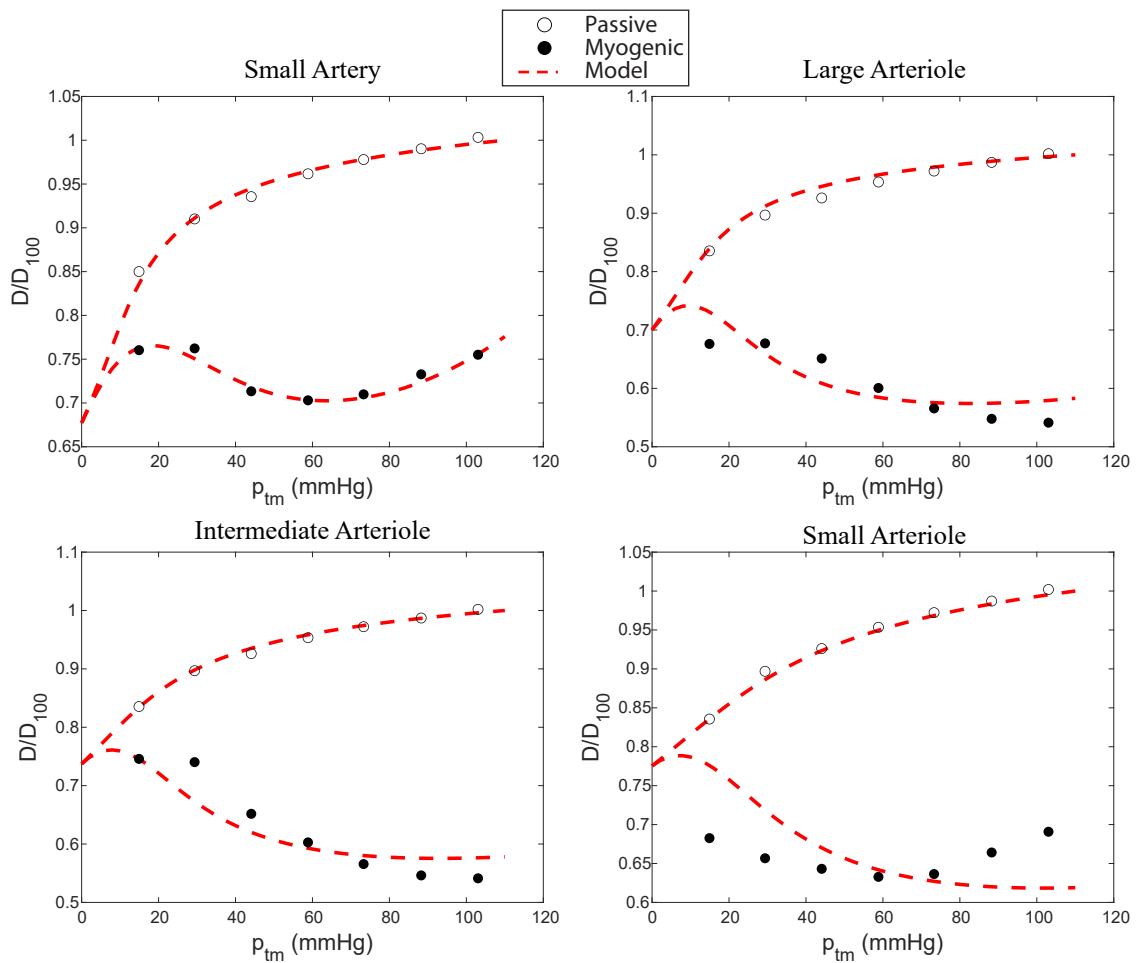 Passive
Myogenic
Model
Small Artery
1.05
1
0.95
0.9
0.85
0.8
0.75
0.7
0.65
0 20 40 60 80 100 120
D/D100
ptm (mmHg)
Large Arteriole
1.1
1
0.9
0.8
0.7
0.6
0.5
0 20 40 60 80 100 120
D/D100
ptm (mmHg)
Intermediate Arteriole
1.1
1
0.9
0.8
0.7
0.6
0.5
0 20 40 60 80 100 120
D/D100
ptm (mmHg)
Small Arteriole
1.05
1
0.95
0.9
0.85
0.8
0.75
0.7
0.65
0.6
0 20 40 60 80 100 120
D/D100
ptm (mmHg)